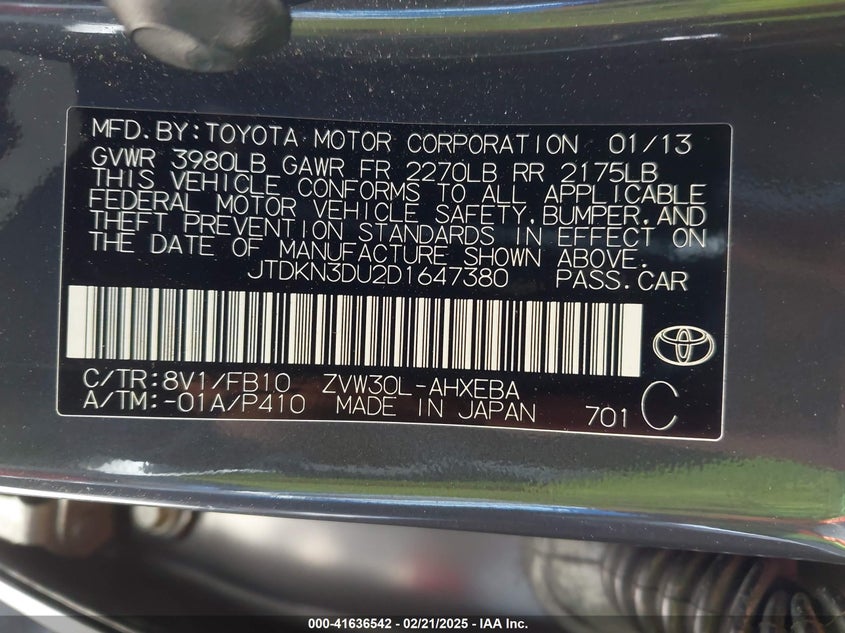 MFD.BY:TOYOTA MOTOR CORPORATION 01/13
GVWR 3980LB GAWR FR 2270LB RR 2175LB
THIS VEHICLE CONFORMS TO ALL APPLICABLE
FEDERAL MOTOR VEHICLE SAFETY,BUMPER,AND
THEFT PREVENTION STANDARDS IN EFFECT ON
THE DATE OF MANUFACTURE SHOWN ABOVE.
JTDKN3DU2D1647380 PASS.CAR
C/TR:8V1/FB10 ZVW30L-AHXEBA
A/TM:-01A/P410 MADE IN JAPAN 701 C
000-41636542 - 02/21/2025 - IAA Inc.